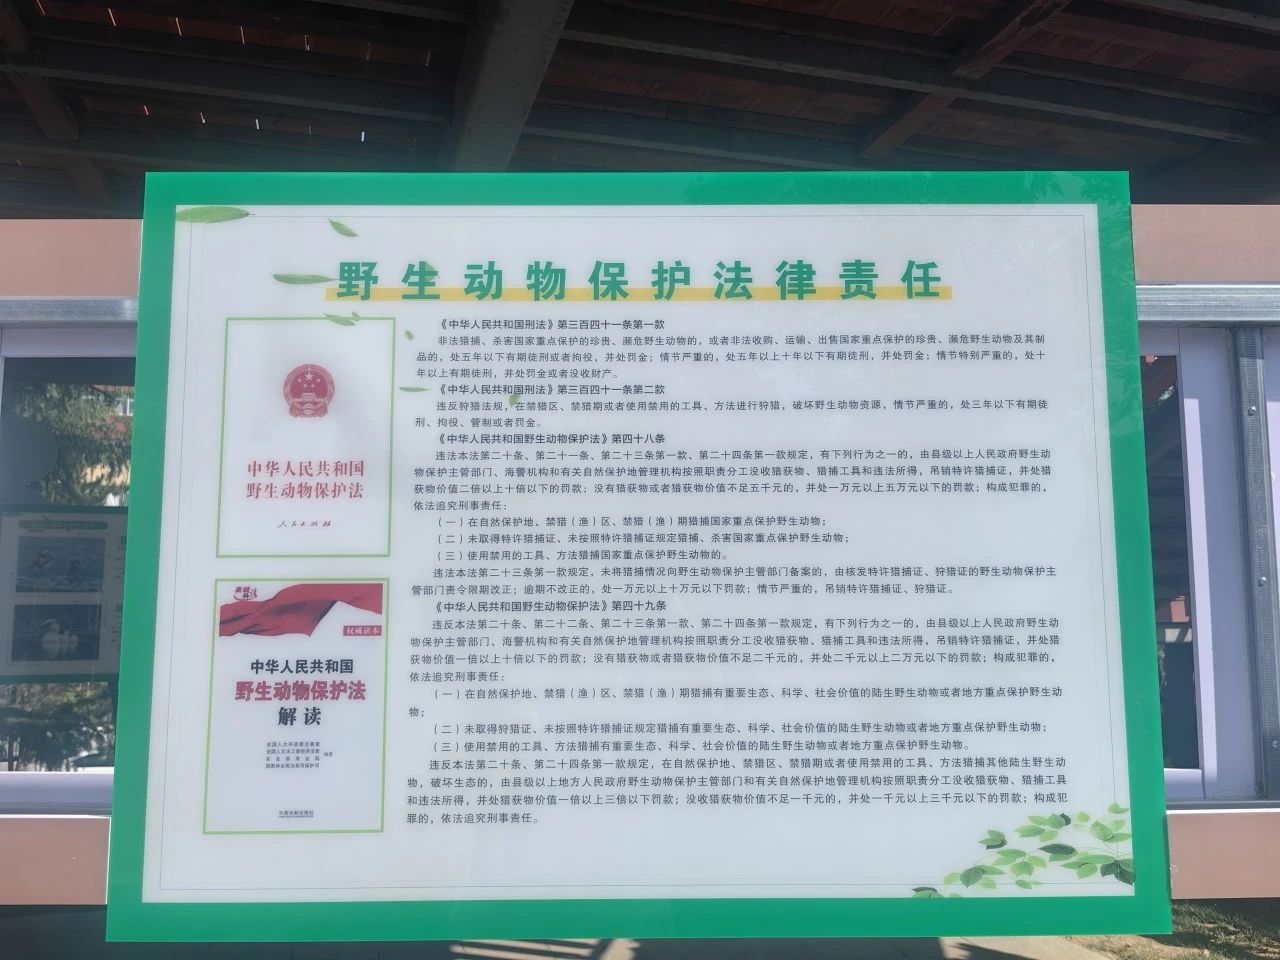 野生动物保护法律责任
《中华人民共和国刑法》第三百四十一条第一款
非法猎捕、杀害国家重点保护的珍贵、濒危野生动物的，或者非法收购、运输、出售国家重点保护的珍贵、濒危野生动物及其制
品的，处五年以下有期徒刑或者拘役，并处罚金；情节严重的，处五年以上十年以下有期徒刑，并处罚金；情节特别严重的，处十
年以上有期徒刑，并处罚金或者没收财产。
《中华人民共和国刑法》第三百四十一条第二款
违反狩猎法规，在禁猎区、禁猎期或者使用禁用的工具、方法进行狩猎，破坏野生动物资源，情节严重的，处三年以下有期徒
刑、拘役、管制或者罚金。
《中华人民共和国野生动物保护法》第四十八条
违法本法第二十条、第二十一条、第二十三条第一款、第二十四条第一款规定，有下列行为之一的，由县级以上人民政府野生
动物保护主管部门、海警机构和有关自然保护地管理机构按照职责分工没收猎获物、猎捕工具和违法所得，吊销特许猎捕证，并处猎
获物价值二倍以上十倍以下的罚款；没有猎获物或者猎获物价值不足五千元的，并处一万元以上五万元以下的罚款；构成犯罪的，
依法追究刑事责任：
（一）在自然保护地、禁猎（渔）区、禁猎（渔）期猎捕国家重点保护野生动物；
（二）未取得特许猎捕证、未按照特许猎捕证规定猎捕、杀害国家重点保护野生动物；
（三）使用禁用的工具、方法猎捕国家重点保护野生动物的。
违法本法第二十三条第一款规定，未将猎捕情况向野生动物保护主管部门备案的，由核发特许猎捕证、狩猎证的野生动物保护主
管部门责令限期改正；逾期不改正的，处一万元以上十万元以下罚款；情节严重的，吊销特许猎捕证、狩猎证。
《中华人民共和国野生动物保护法》第四十九条
违反本法第二十条、第二十二条、第二十三条第一款、第二十四条第一款规定，有下列行为之一的，由县级以上人民政府野生动
物保护主管部门、海警机构和有关自然保护地管理机构按照职责分工没收猎获物、猎捕工具和违法所得，吊销特许猎捕证，并处猎
获物价值一倍以上十倍以下的罚款；没有猎获物或者猎获物价值不足二千元的，并处二千元以上二万元以下的罚款；构成犯罪的，
依法追究刑事责任：
（一）在自然保护地、禁猎（渔）区、禁猎（渔）期猎捕有重要生态、科学、社会价值的陆生野生动物或者地方重点保护野生动
物；
（二）未取得狩猎证、未按照特许猎捕证规定猎捕有重要生态、科学、社会价值的陆生野生动物或者地方重点保护野生动物；
（三）使用禁用的工具、方法猎捕有重要生态、科学、社会价值的陆生野生动物或者地方重点保护野生动物。
违反本法第二十条、第二十四条第一款规定，在自然保护地、禁猎区、禁猎期或者使用禁用的工具、方法猎捕其他陆生野生动
物，破坏生态的，由县级以上地方人民政府野生动物保护主管部门和有关自然保护地管理机构按照职责分工没收猎获物、猎捕工具
和违法所得，并处猎获物价值一倍以上三倍以下罚款；没收猎获物价值不足一千元的，并处一千元以上三千元以下的罚款；构成犯
罪的，依法追究刑事责任。
中华人民共和国
野生动物保护法
人民出版社
权威读本
中华人民共和国
野生动物保护法
解读
中国法制出版社